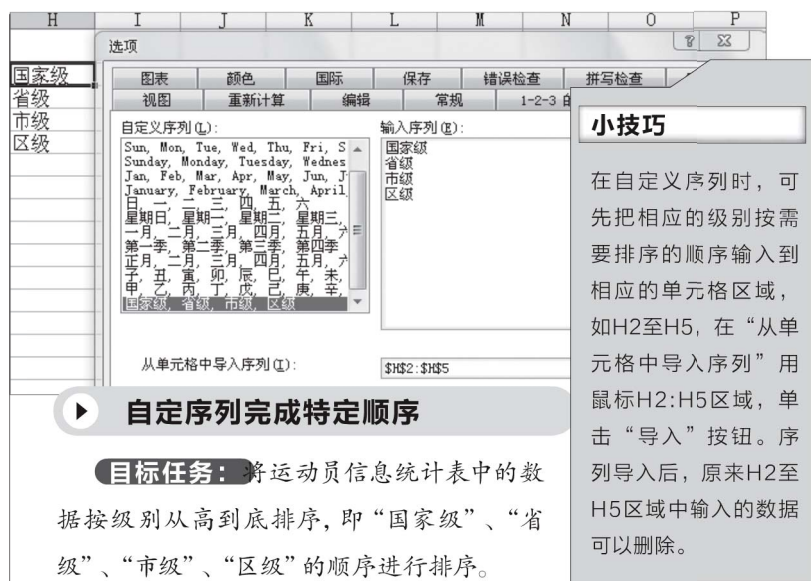 H I J K L M N O P
选项
国家级
省级
市级
区级
图表 颜色 国际 保存 错误检查 拼写检查
视图 重新计算 编辑 常规 1-2-3 的
自定义序列(L):
Sun, Mon, Tue, Wed, Thu, Fri, S
Sunday, Monday, Tuesday, Wednes
Jan, Feb, Mar, Apr, May, Jun, J
January, February, March, April
日, 一, 二, 三, 四, 五, 六
星期日, 星期一, 星期二, 星期三,
一月, 二月, 三月, 四月, 五月, 六
第一季, 第二季, 第三季, 第四季
正月, 二月, 三月, 四月, 五月, 六
子, 丑, 寅, 卯, 辰, 巳, 午, 未,
甲, 乙, 丙, 丁, 戊, 己, 庚, 辛,
国家级, 省级, 市级, 区级
输入序列(E):
国家级
省级
市级
区级
从单元格中导入序列(I):
$H$2:$H$5
自定序列完成特定顺序
目标任务：将运动员信息统计表中的数
据按级别从高到底排序，即“国家级”、“省
级”、“市级”、“区级”的顺序进行排序。
小技巧
在自定义序列时，可
先把相应的级别按需
要排序的顺序输入到
相应的单元格区域，
如H2至H5，在“从单
元格中导入序列”用
鼠标H2:H5区域，单
击“导入”按钮。序
列导入后，原来H2至
H5区域中输入的数据
可以删除。